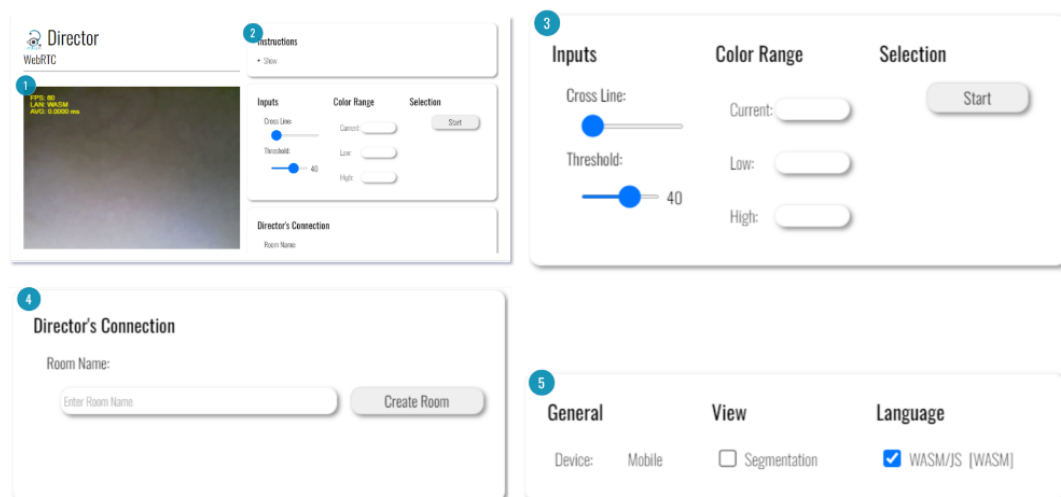 Director
WebRTC
1
FPS: 60
LAN: WASM
AVG: 0.0000 ms
2
Instructions
Show
Inputs
Color Range
Selection
Cross Line:
Current:
Start
Threshold:
Low:
40
High:
Director's Connection
Room Name:
3
Inputs
Color Range
Selection
Cross Line:
Current:
Start
Threshold:
Low:
40
High:
4
Director's Connection
Room Name:
Enter Room Name
Create Room
5
General
View
Language
Device:
Mobile
Segmentation
WASM/JS [WASM]